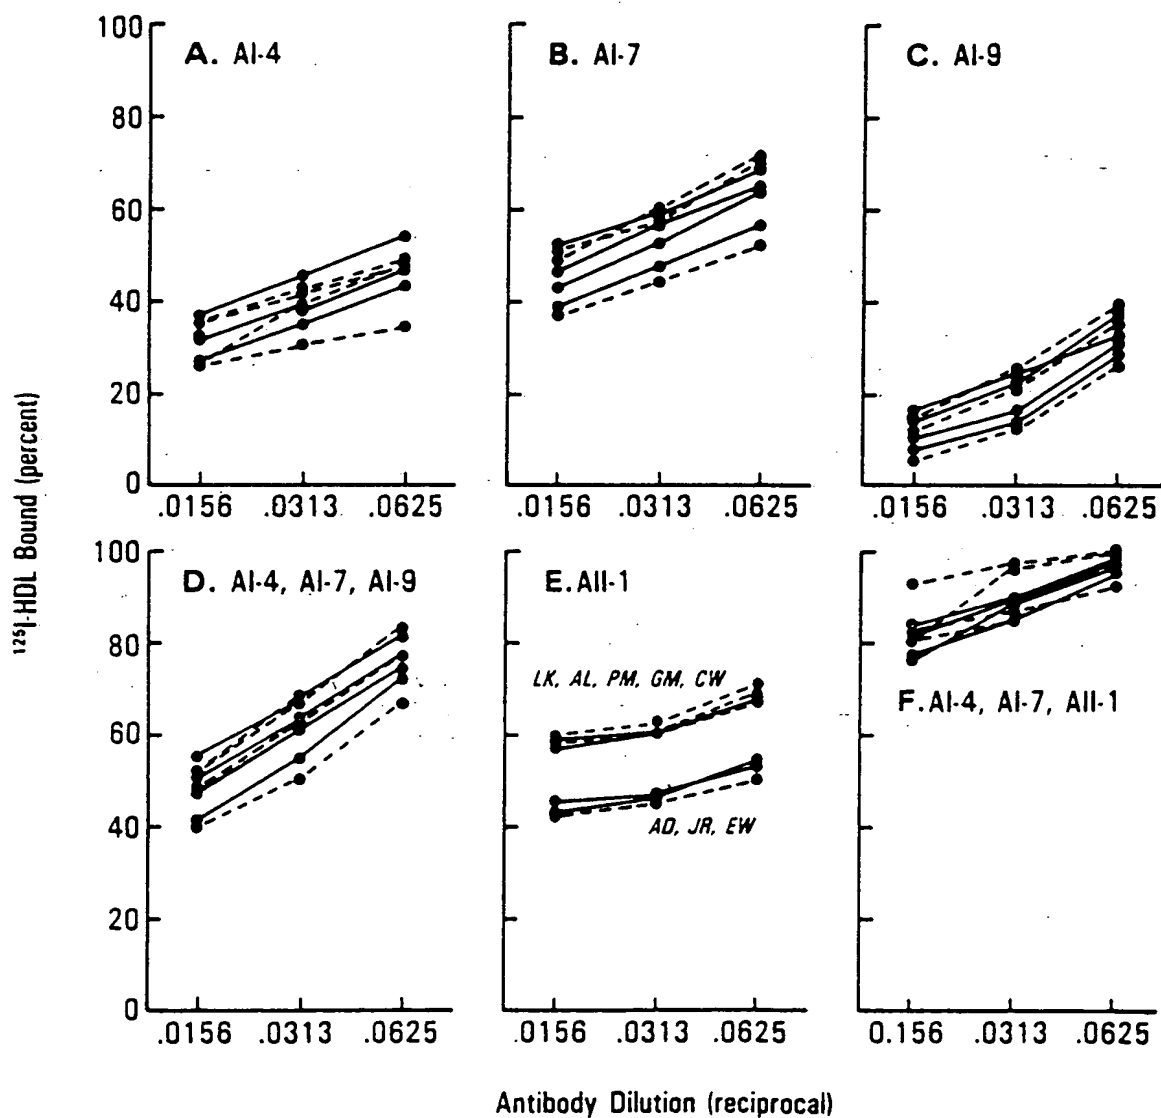 100
80
60
40
20
0
A. AI-4
B. AI-7
C. AI-9
.0156 .0313 .0625
.0156 .0313 .0625
.0156 .0313 .0625
¹²⁵I-HDL Bound (percent)
100
80
60
40
20
0
D. AI-4, AI-7, AI-9
E. AII-1
LK, AL, PM, GM, CW
AD, JR, EW
F. AI-4, AI-7, AII-1
.0156 .0313 .0625
.0156 .0313 .0625
0.156 .0313 .0625
Antibody Dilution (reciprocal)